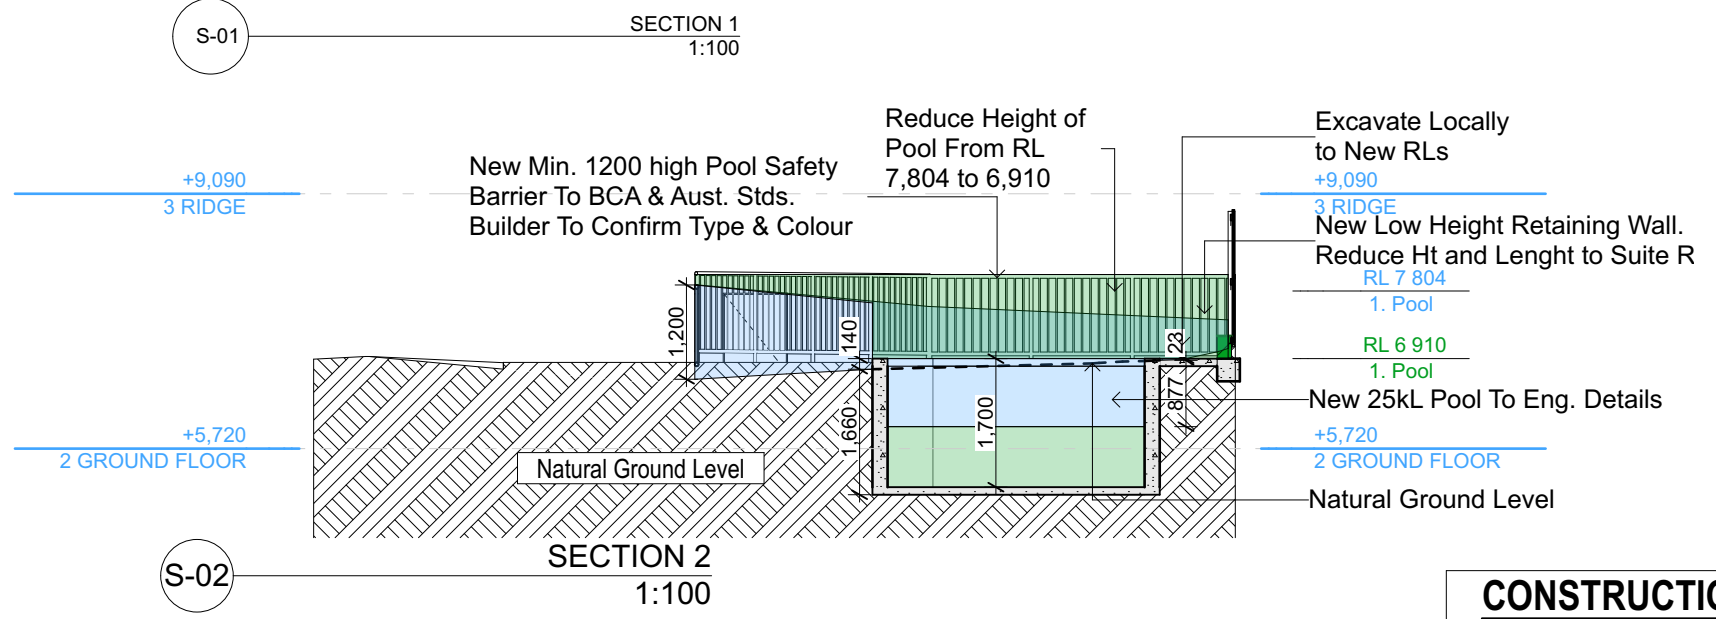 S-01
SECTION 1
1:100
Reduce Height of
Pool From RL
7,804 to 6,910
Excavate Locally
to New RLs
New Min. 1200 high Pool Safety
Barrier To BCA & Aust. Stds.
Builder To Confirm Type & Colour
+9,090
3 RIDGE
+9,090
3 RIDGE
New Low Height Retaining Wall.
Reduce Ht and Lenght to Suite R
RL 7 804
1. Pool
1,200
140
23
RL 6 910
1. Pool
New 25kL Pool To Eng. Details
877
1,700
1,660
+5,720
2 GROUND FLOOR
+5,720
2 GROUND FLOOR
Natural Ground Level
Natural Ground Level
S-02
SECTION 2
1:100
CONSTRUCTIO